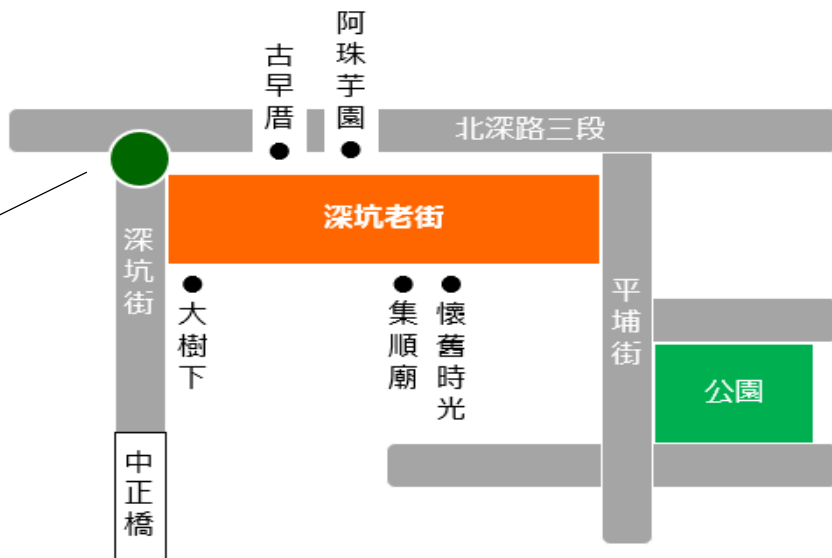 阿珠芋園
古早厝
北深路三段
深坑老街
深坑街
大樹下
集順廟
懷舊時光
平埔街
公園
中正橋